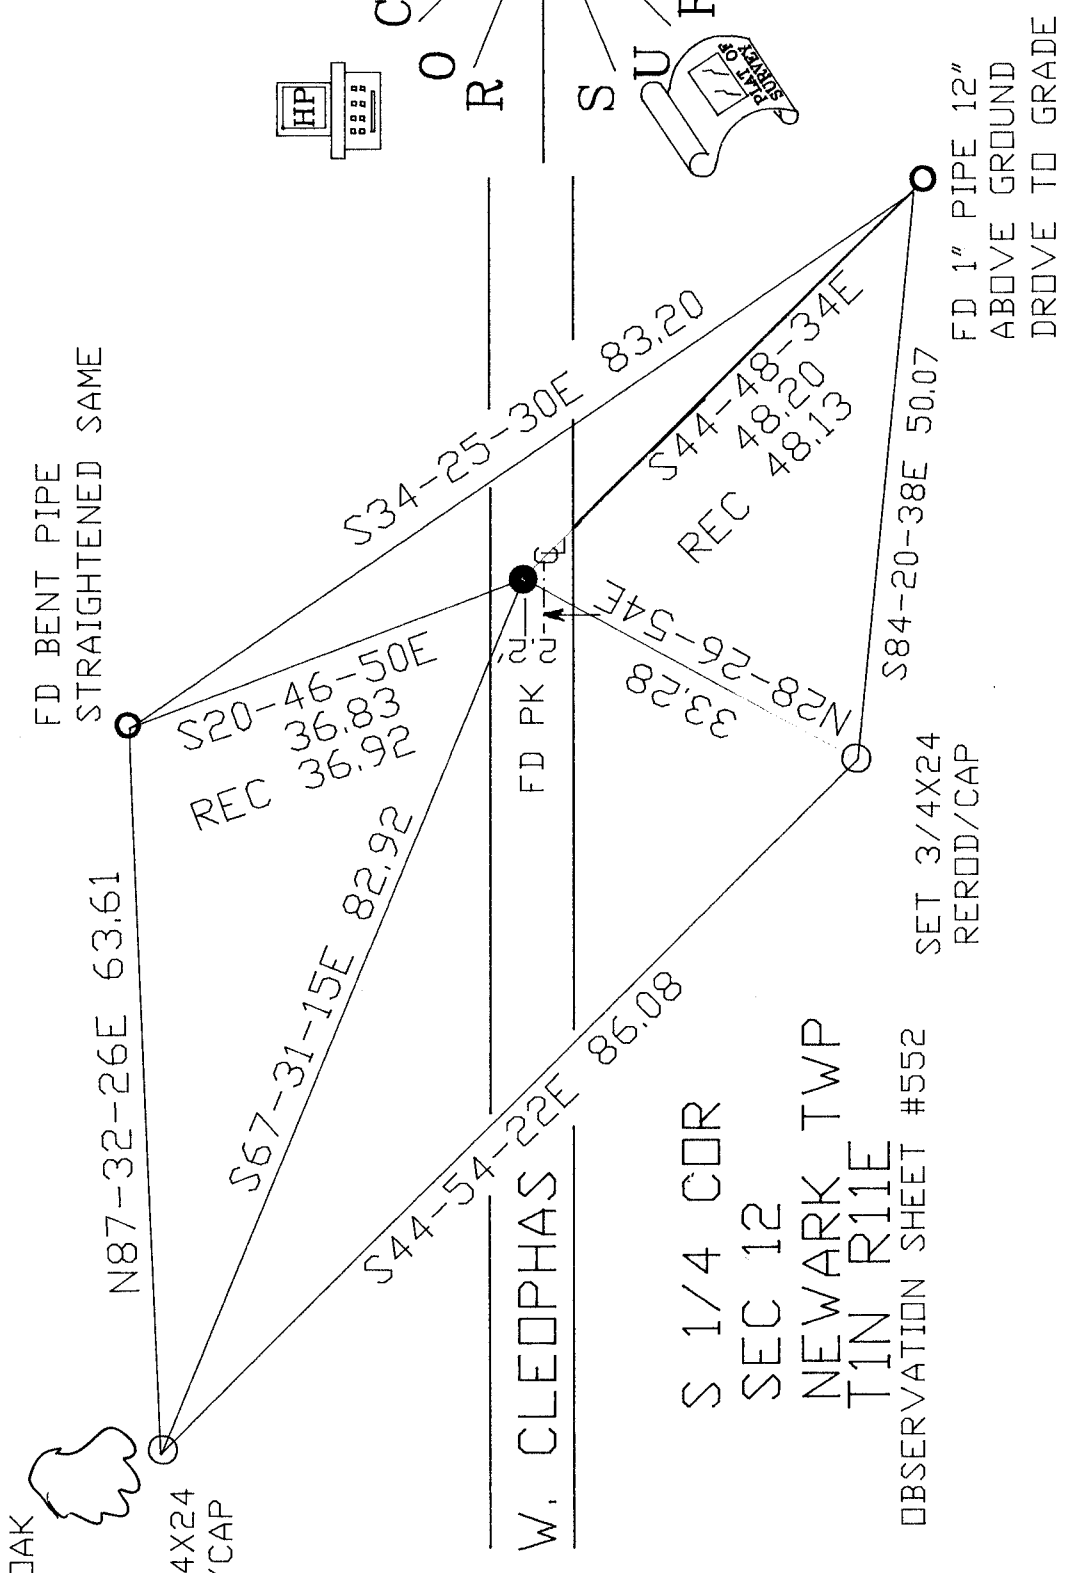 OAK
4X24
/CAP
FD BENT PIPE
STRAIGHTENED SAME
N87-32-26E 63.61
S20-46-50E
36.83
REC 36.92
S34-25-30E 83.20
S67-31-15E 82.92
FD PK
2.2'
S44-48-34E
48.20
REC 48.13
N28-26-54E
33.28
S84-20-38E 50.07
S44-54-22E 86.08
W. CLEOPHAS
SET 3/4X24
REROD/CAP
FD 1" PIPE 12"
ABOVE GROUND
DROVE TO GRADE
S 1/4 COR
SEC 12
NEWARK TWP
T1N R11E
OBSERVATION SHEET #552
HP
PLAT OF
SURVEY
C
O
R
S
U